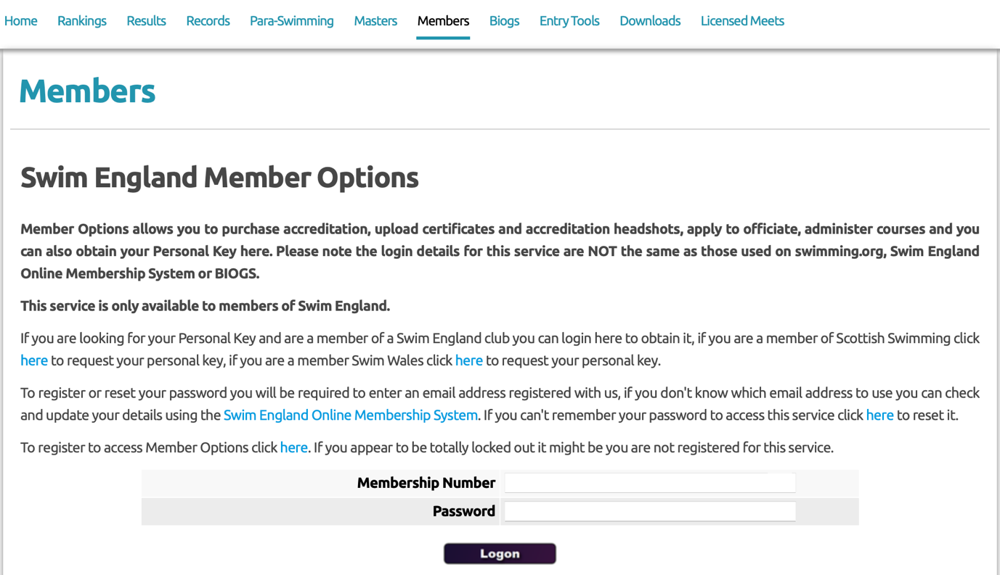 Home Rankings Results Records Para-Swimming Masters Members Biogs Entry Tools Downloads Licensed Meets
Members
Swim England Member Options
Member Options allows you to purchase accreditation, upload certificates and accreditation headshots, apply to officiate, administer courses and you
can also obtain your Personal Key here. Please note the login details for this service are NOT the same as those used on swimming.org, Swim England
Online Membership System or BIOGS.
This service is only available to members of Swim England.
If you are looking for your Personal Key and are a member of a Swim England club you can login here to obtain it, if you are a member of Scottish Swimming click
here to request your personal key, if you are a member Swim Wales click here to request your personal key.
To register or reset your password you will be required to enter an email address registered with us, if you don't know which email address to use you can check
and update your details using the Swim England Online Membership System. If you can't remember your password to access this service click here to reset it.
To register to access Member Options click here. If you appear to be totally locked out it might be you are not registered for this service.
Membership Number
Password
Logon